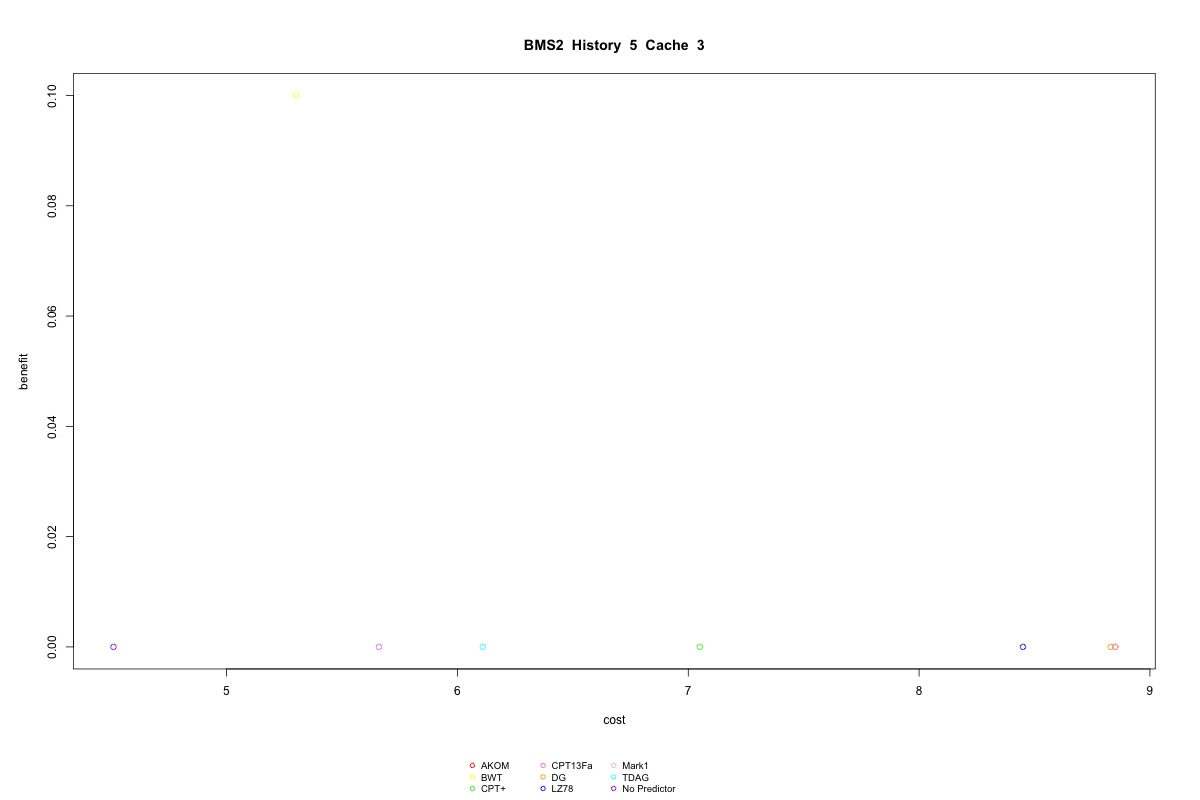 BMS2 History 5 Cache 3
0.10
0.08
0.06
0.04
0.02
0.00
benefit
5 6 7 8 9
cost
AKOM CPT13Fa Mark1
BWT DG TDAG
CPT+ LZ78 No Predictor